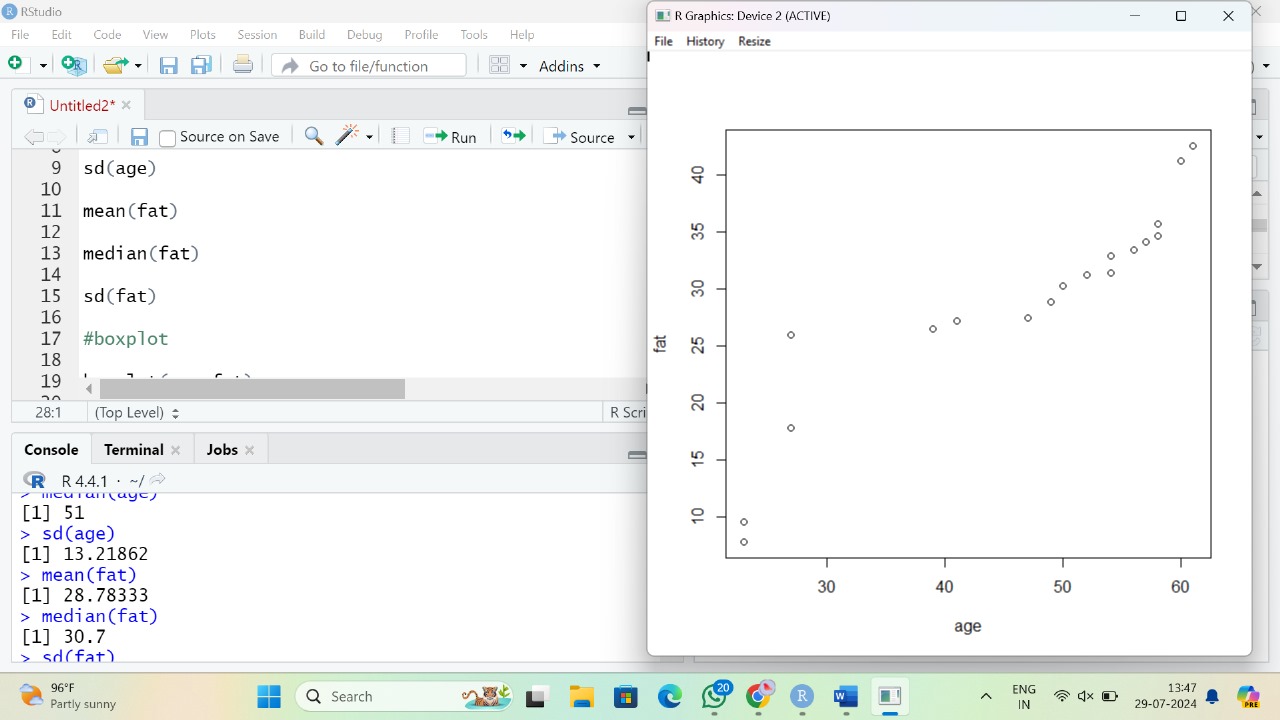 RStudio
File Edit Code View Plots Session Build Debug Profile Tools Help
Go to file/function
Addins
Untitled2*
Source on Save
Run
Source
9 sd(age)
10
11 mean(fat)
12
13 median(fat)
14
15 sd(fat)
16
17 #boxplot
18
19
28:1 (Top Level) R Scri
Console Terminal Jobs
R 4.4.1 · ~/
> median(age)
[1] 51
> sd(age)
[1] 13.21862
> mean(fat)
[1] 28.78333
> median(fat)
[1] 30.7
> sd(fat)
R Graphics: Device 2 (ACTIVE)
File History Resize
40
35
30
25
20
15
10
fat
30 40 50 60
age
96°F
Partly sunny
Search
20
PRE
ENG
IN
13:47
29-07-2024